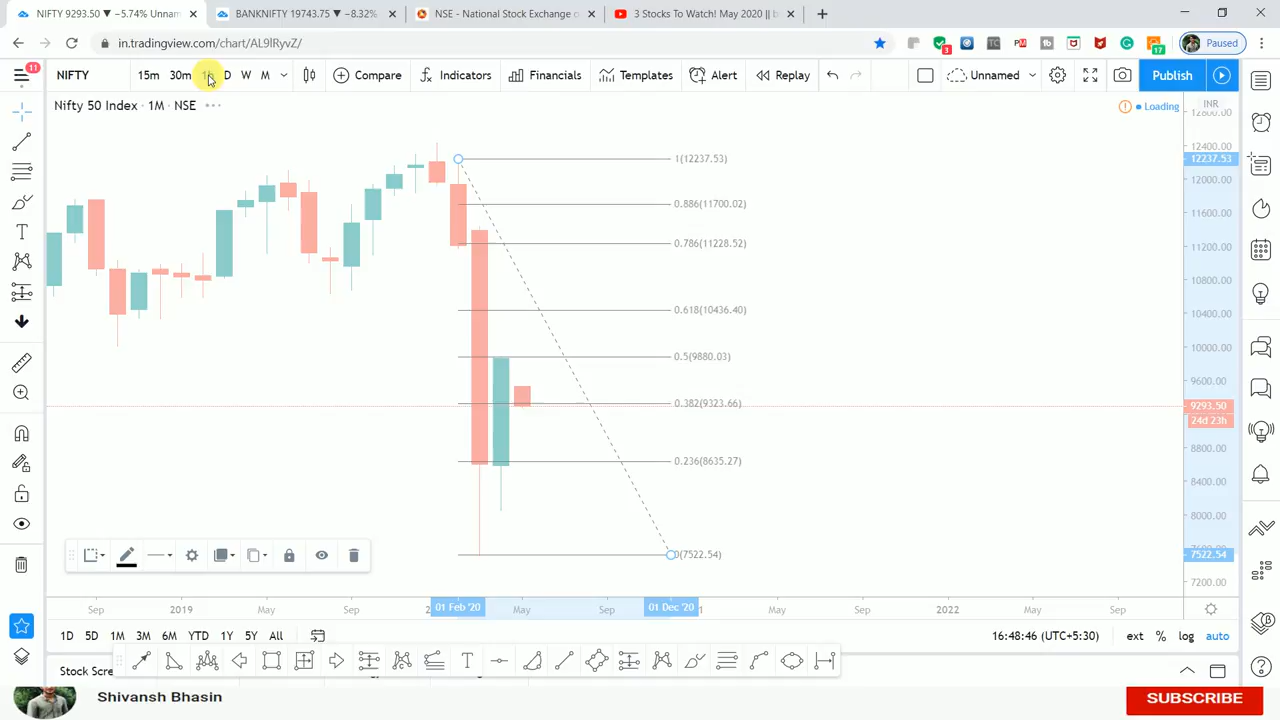 NIFTY 9293.50 ▼ −5.74% Unnam
BANKNIFTY 19743.75 ▼ −8.32%
NSE - National Stock Exchange o
3 Stocks To Watch! May 2020 || b
in.tradingview.com/chart/AL9lRyvZ/
3
17
Paused
11
NIFTY
15m
30m
D
W
M
Compare
Indicators
Financials
Templates
Alert
Replay
Unnamed
Publish
Nifty 50 Index · 1M · NSE
Loading
INR
12800.00
12400.00
12237.53
12000.00
11600.00
11200.00
10400.00
10000.00
9600.00
9293.50
24d 23h
8800.00
8400.00
8000.00
7522.54
7200.00
1(12237.53)
0.886(11700.02)
0.786(11228.52)
0.618(10436.40)
0.5(9880.03)
0.382(9323.66)
0.236(8635.27)
0(7522.54)
Sep
2019
May
Sep
01 Feb '20
May
Sep
01 Dec '20
May
Sep
2022
May
Sep
1D
5D
1M
3M
6M
YTD
1Y
5Y
All
16:48:46 (UTC+5:30)
ext
%
log
auto
Stock Scre
Shivansh Bhasin
SUBSCRIBE